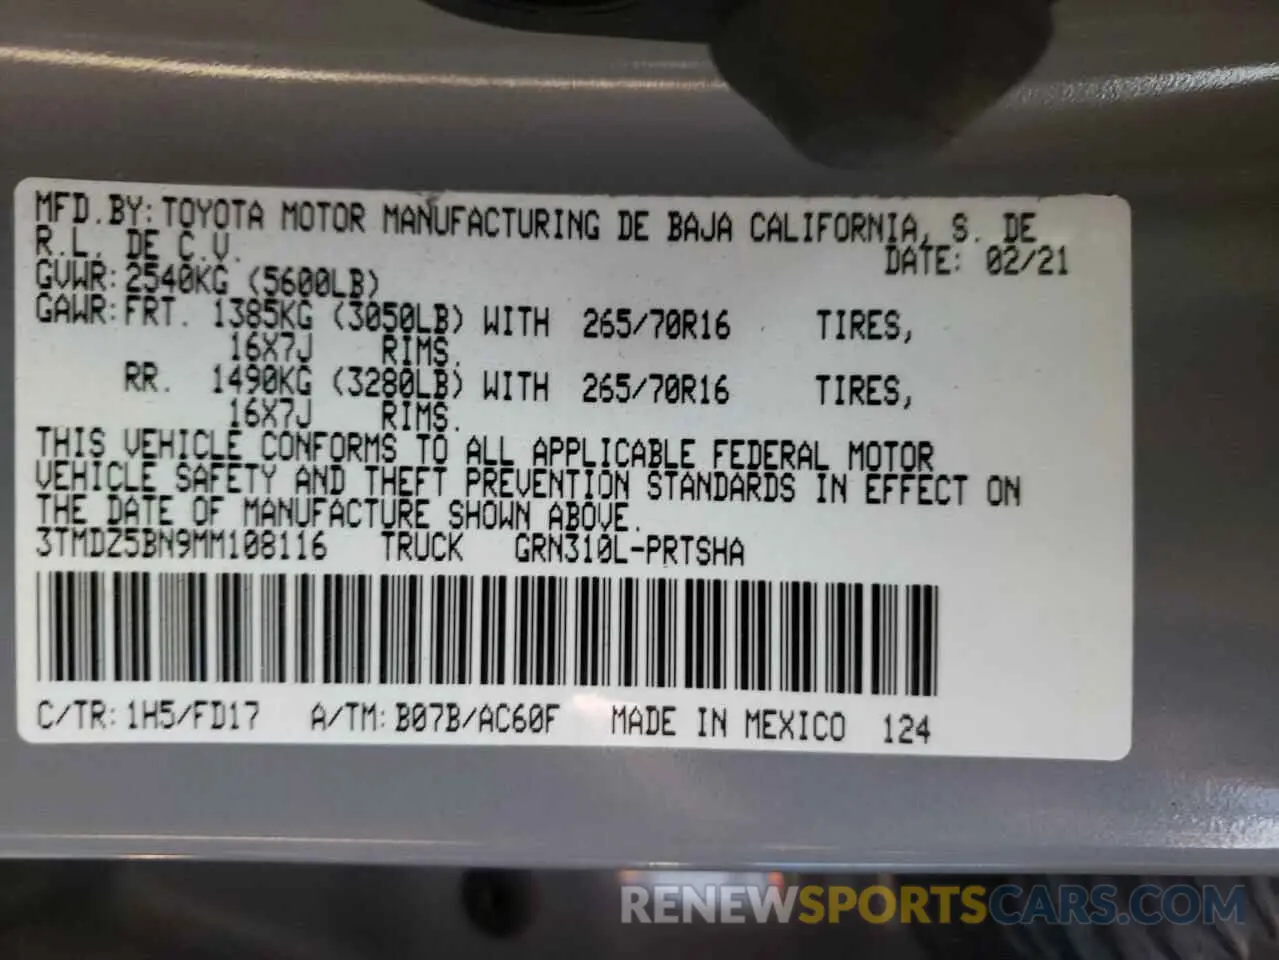 MFD.BY: TOYOTA MOTOR MANUFACTURING DE BAJA CALIFORNIA, S. DE
R.L. DE C.V. DATE: 02/21
GVWR: 2540KG (5600LB)
GAWR: FRT. 1385KG (3050LB) WITH 265/70R16 TIRES,
16X7J RIMS.
RR. 1490KG (3280LB) WITH 265/70R16 TIRES,
16X7J RIMS.
THIS VEHICLE CONFORMS TO ALL APPLICABLE FEDERAL MOTOR
VEHICLE SAFETY AND THEFT PREVENTION STANDARDS IN EFFECT ON
THE DATE OF MANUFACTURE SHOWN ABOVE.
3TMDZ5BN9MM108116 TRUCK GRN310L-PRTSHA
C/TR: 1H5/FD17 A/TM: B07B/AC60F MADE IN MEXICO 124
RENEWSPORTSCARS.COM